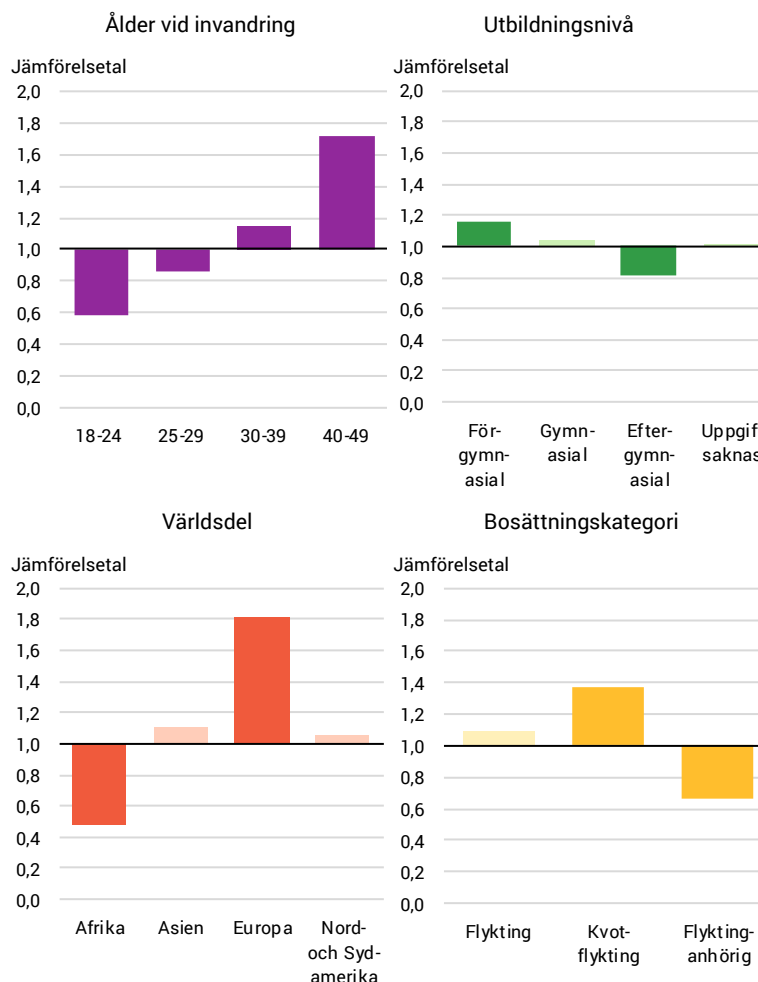 Ålder vid invandring
Jämförelsetal
2,0
1,8
1,6
1,4
1,2
1,0
0,8
0,6
0,4
0,2
0,0
18-24 25-29 30-39 40-49
Utbildningsnivå
Jämförelsetal
2,0
1,8
1,6
1,4
1,2
1,0
0,8
0,6
0,4
0,2
0,0
För- Gymn- Efter- Uppgif
gymn- asial gymn- saknas
asial asial
Världsdel
Jämförelsetal
2,0
1,8
1,6
1,4
1,2
1,0
0,8
0,6
0,4
0,2
0,0
Afrika Asien Europa Nord-
och Syd-
amerika
Bosättningskategori
Jämförelsetal
2,0
1,8
1,6
1,4
1,2
1,0
0,8
0,6
0,4
0,2
0,0
Flykting Kvot- Flykting-
flykting anhörig